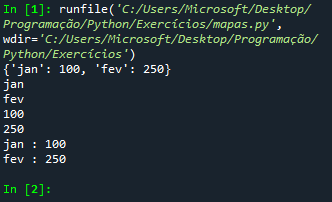 In [1]: runfile('C:/Users/Microsoft/Desktop/
Programação/Python/Exercícios/mapas.py',
wdir='C:/Users/Microsoft/Desktop/Programação/
Python/Exercícios')
{'jan': 100, 'fev': 250}
jan
fev
100
250
jan : 100
fev : 250
In [2]: